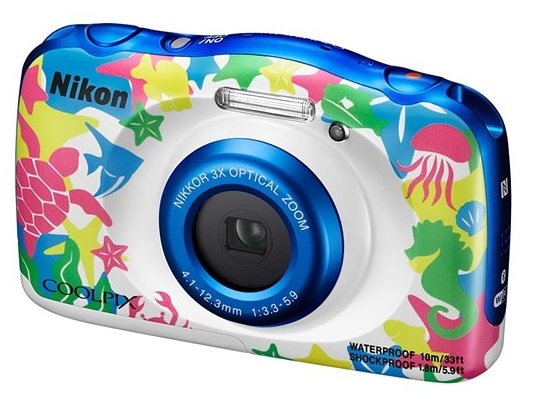 ON/
Nikon
NIKKOR 3X OPTICAL ZOOM
4.1-12.3mm 1:3.3-5.9
COOLPIX
WATERPROOF 10m/33ft
SHOCKPROOF 1.8m/5.9ft